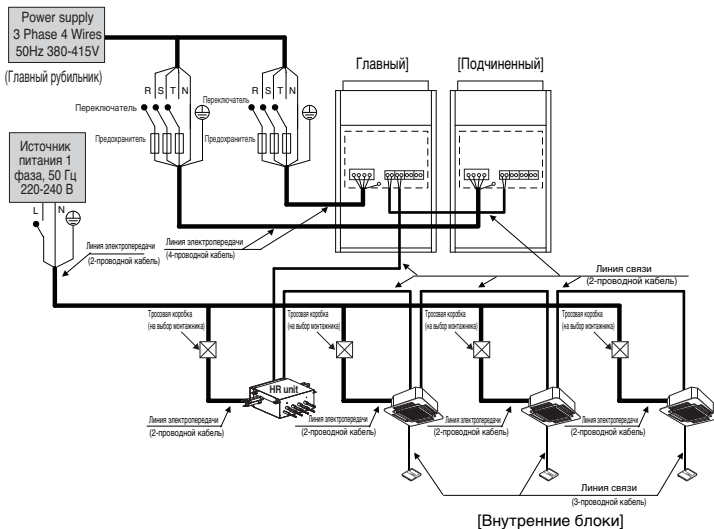 Power supply
3 Phase 4 Wires
50Hz 380-415V
(Главный рубильник)
Главный]
[Подчиненный]
R S T N
R S T N
Переключатель
Переключатель
Предохранитель
Предохранитель
Источник
питания 1
фаза, 50 Гц
220-240 В
L N
Линия электропередачи
(2-проводной кабель)
Линия электропередачи
(4-проводной кабель)
Линия связи
(2-проводной кабель)
Тросовая коробка
(на выбор монтажника)
Тросовая коробка
(на выбор монтажника)
Тросовая коробка
(на выбор монтажника)
Тросовая коробка
(на выбор монтажника)
HR unit
Линия электропередачи
(2-проводной кабель)
Линия электропередачи
(2-проводной кабель)
Линия электропередачи
(2-проводной кабель)
Линия электропередачи
(2-проводной кабель)
Линия связи
(3-проводной кабель)
[Внутренние блоки]